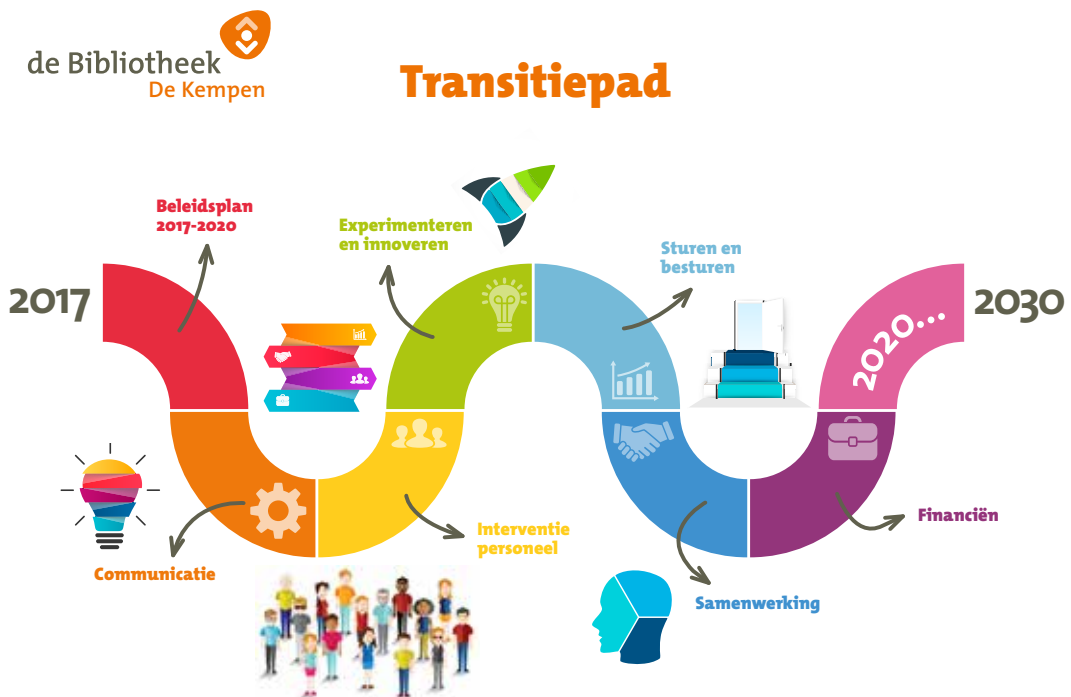 de Bibliotheek
De Kempen
Transitiepad
Beleidsplan
2017-2020
Experimenteren
en innoveren
Sturen en
besturen
2017
2030
2020...
Interventie
personeel
Financiën
Communicatie
Samenwerking